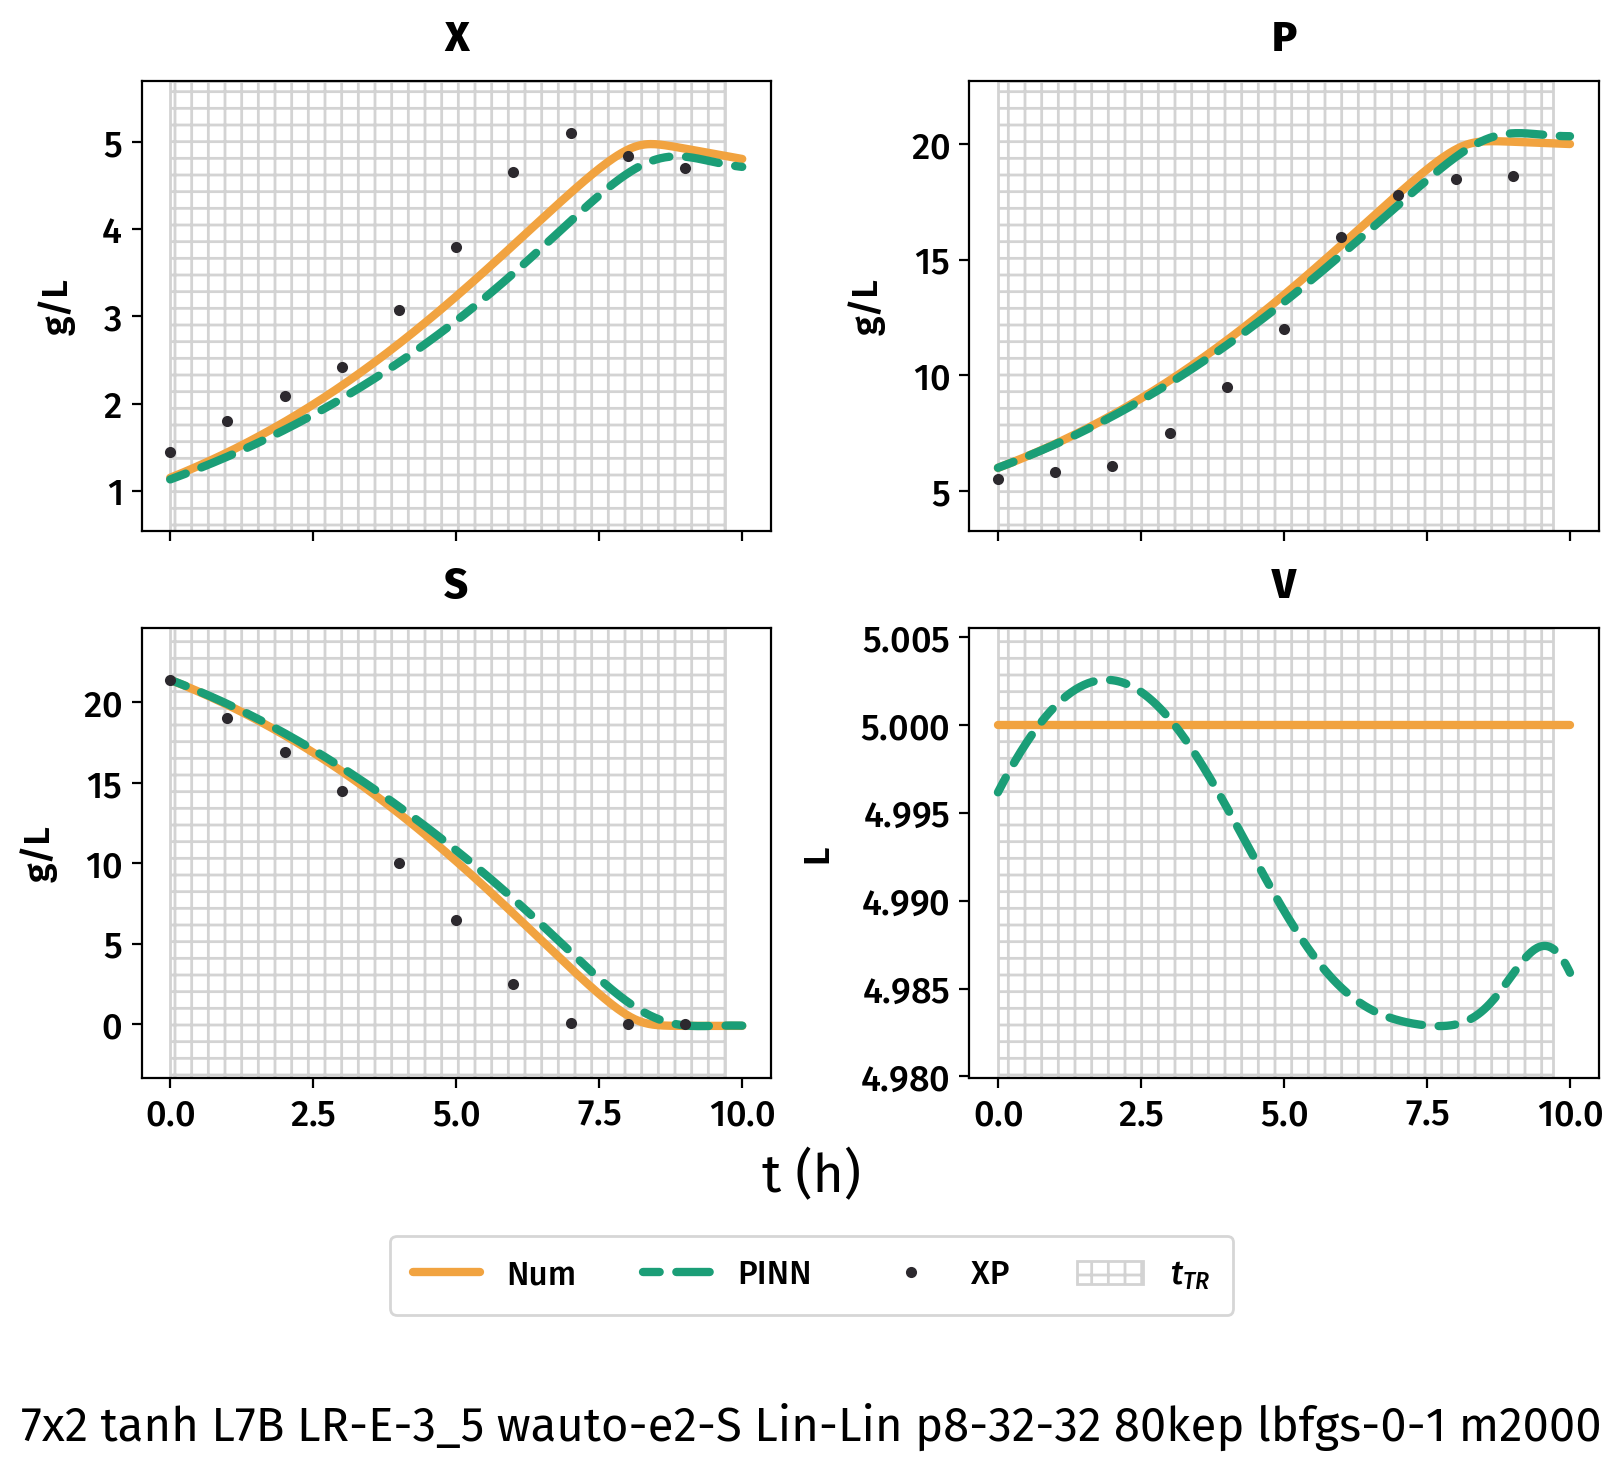 X
P
5
4
3
2
1
g/L
20
15
10
5
g/L
S
V
20
15
10
5
0
g/L
5.005
5.000
4.995
4.990
4.985
4.980
L
0.0 2.5 5.0 7.5 10.0
0.0 2.5 5.0 7.5 10.0
t (h)
Num PINN XP tTR
7x2 tanh L7B LR-E-3_5 wauto-e2-S Lin-Lin p8-32-32 80kep lbfgs-0-1 m2000